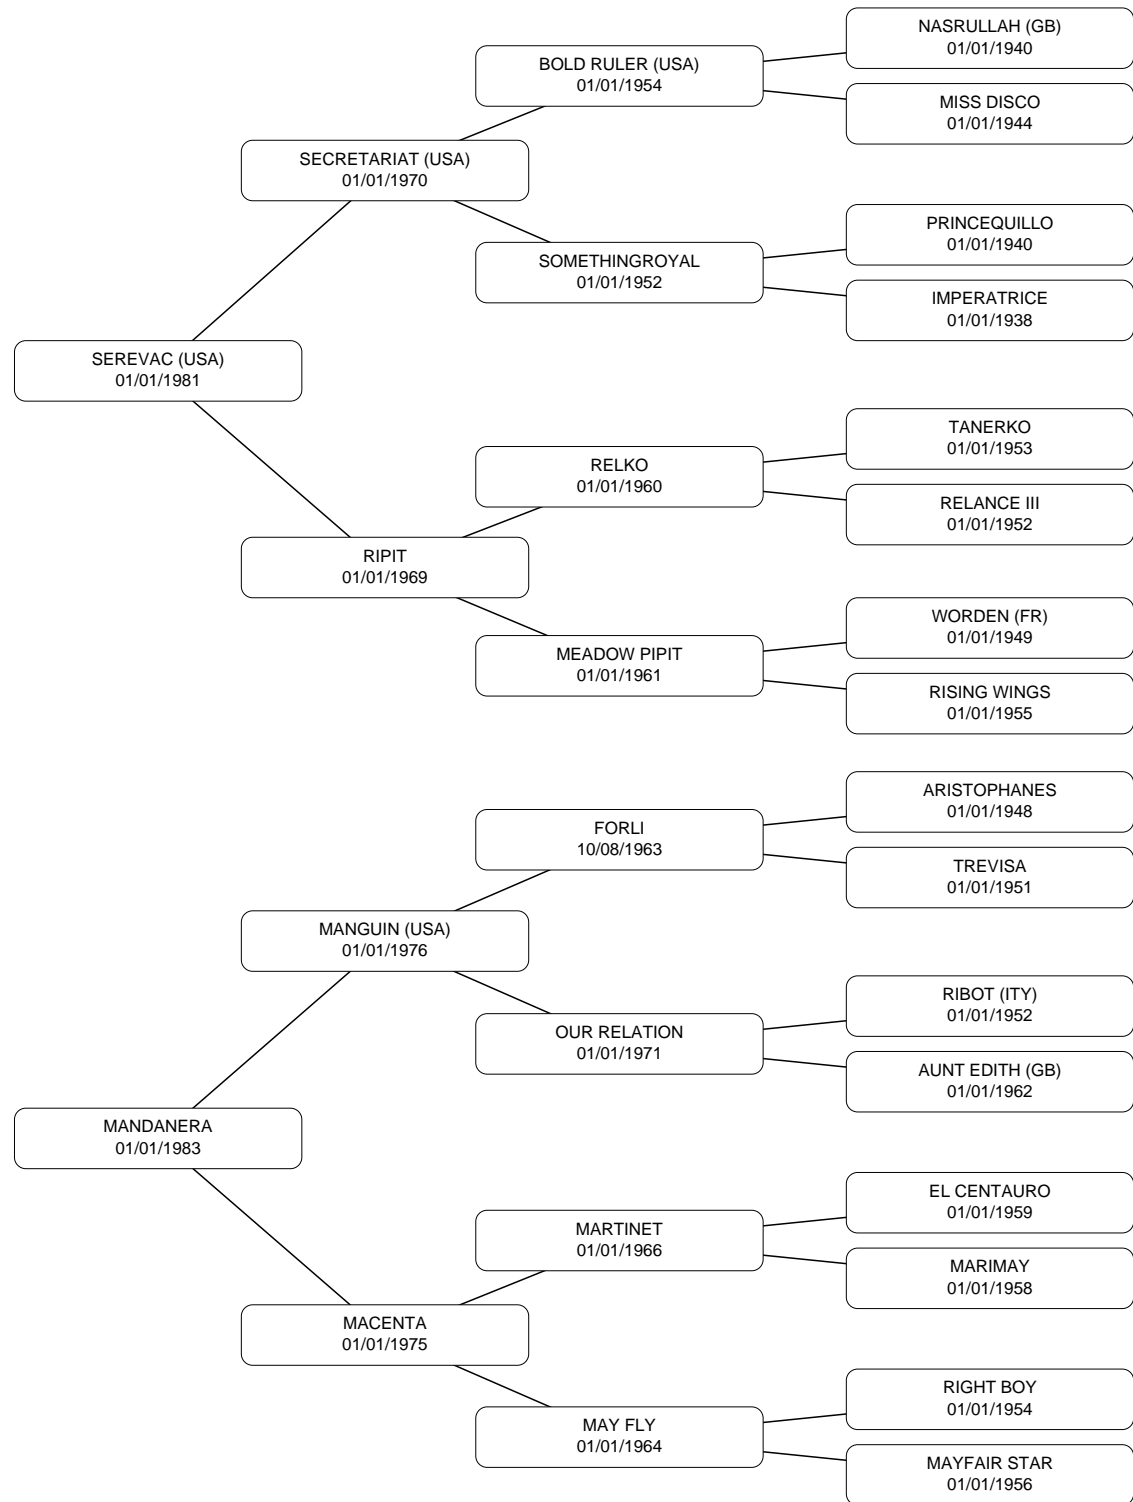 NASRULLAH (GB)
01/01/1940
BOLD RULER (USA)
01/01/1954
MISS DISCO
01/01/1944
SECRETARIAT (USA)
01/01/1970
PRINCEQUILLO
01/01/1940
SOMETHINGROYAL
01/01/1952
IMPERATRICE
01/01/1938
SEREVAC (USA)
01/01/1981
TANERKO
01/01/1953
RELKO
01/01/1960
RELANCE III
01/01/1952
RIPIT
01/01/1969
WORDEN (FR)
01/01/1949
MEADOW PIPIT
01/01/1961
RISING WINGS
01/01/1955
ARISTOPHANES
01/01/1948
FORLI
10/08/1963
TREVISA
01/01/1951
MANGUIN (USA)
01/01/1976
RIBOT (ITY)
01/01/1952
OUR RELATION
01/01/1971
AUNT EDITH (GB)
01/01/1962
MANDANERA
01/01/1983
EL CENTAURO
01/01/1959
MARTINET
01/01/1966
MARIMAY
01/01/1958
MACENTA
01/01/1975
RIGHT BOY
01/01/1954
MAY FLY
01/01/1964
MAYFAIR STAR
01/01/1956